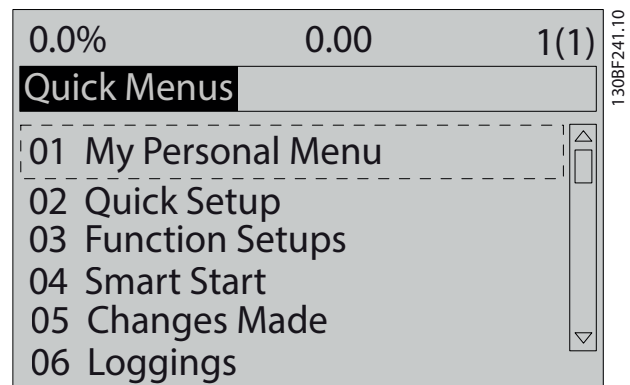 0.0% 0.00 1(1)
Quick Menus
01 My Personal Menu
02 Quick Setup
03 Function Setups
04 Smart Start
05 Changes Made
06 Loggings
130BF241.10